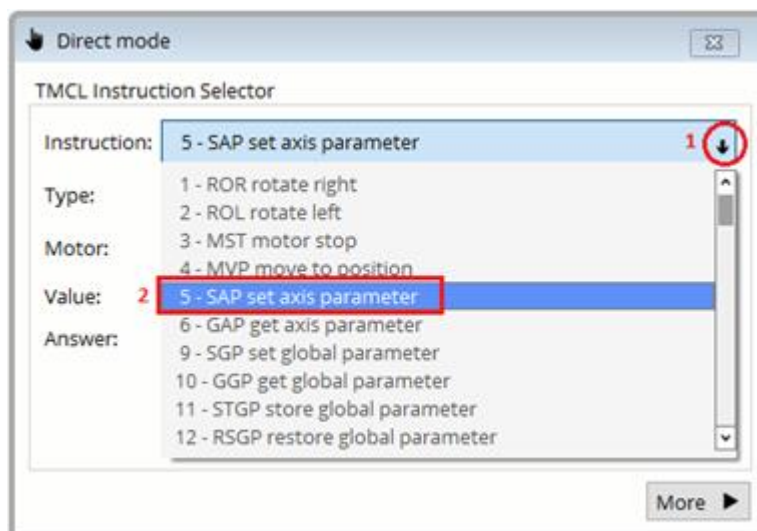 Direct mode
TMCL Instruction Selector
Instruction: 5 - SAP set axis parameter 1
Type:
1 - ROR rotate right
2 - ROL rotate left
Motor:
3 - MST motor stop
4 - MVP move to position
Value: 2 5 - SAP set axis parameter
Answer:
6 - GAP get axis parameter
9 - SGP set global parameter
10 - GGP get global parameter
11 - STGP store global parameter
12 - RSGP restore global parameter
More